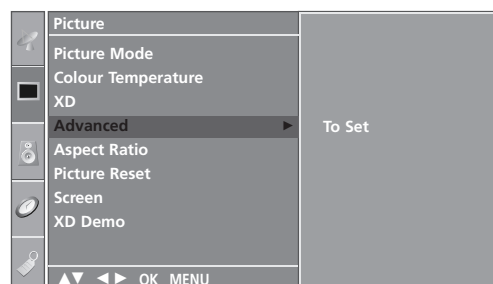 Picture
Picture Mode
Colour Temperature
XD
Advanced ► To Set
Aspect Ratio
Picture Reset
Screen
XD Demo
▲▼ ◄► OK MENU